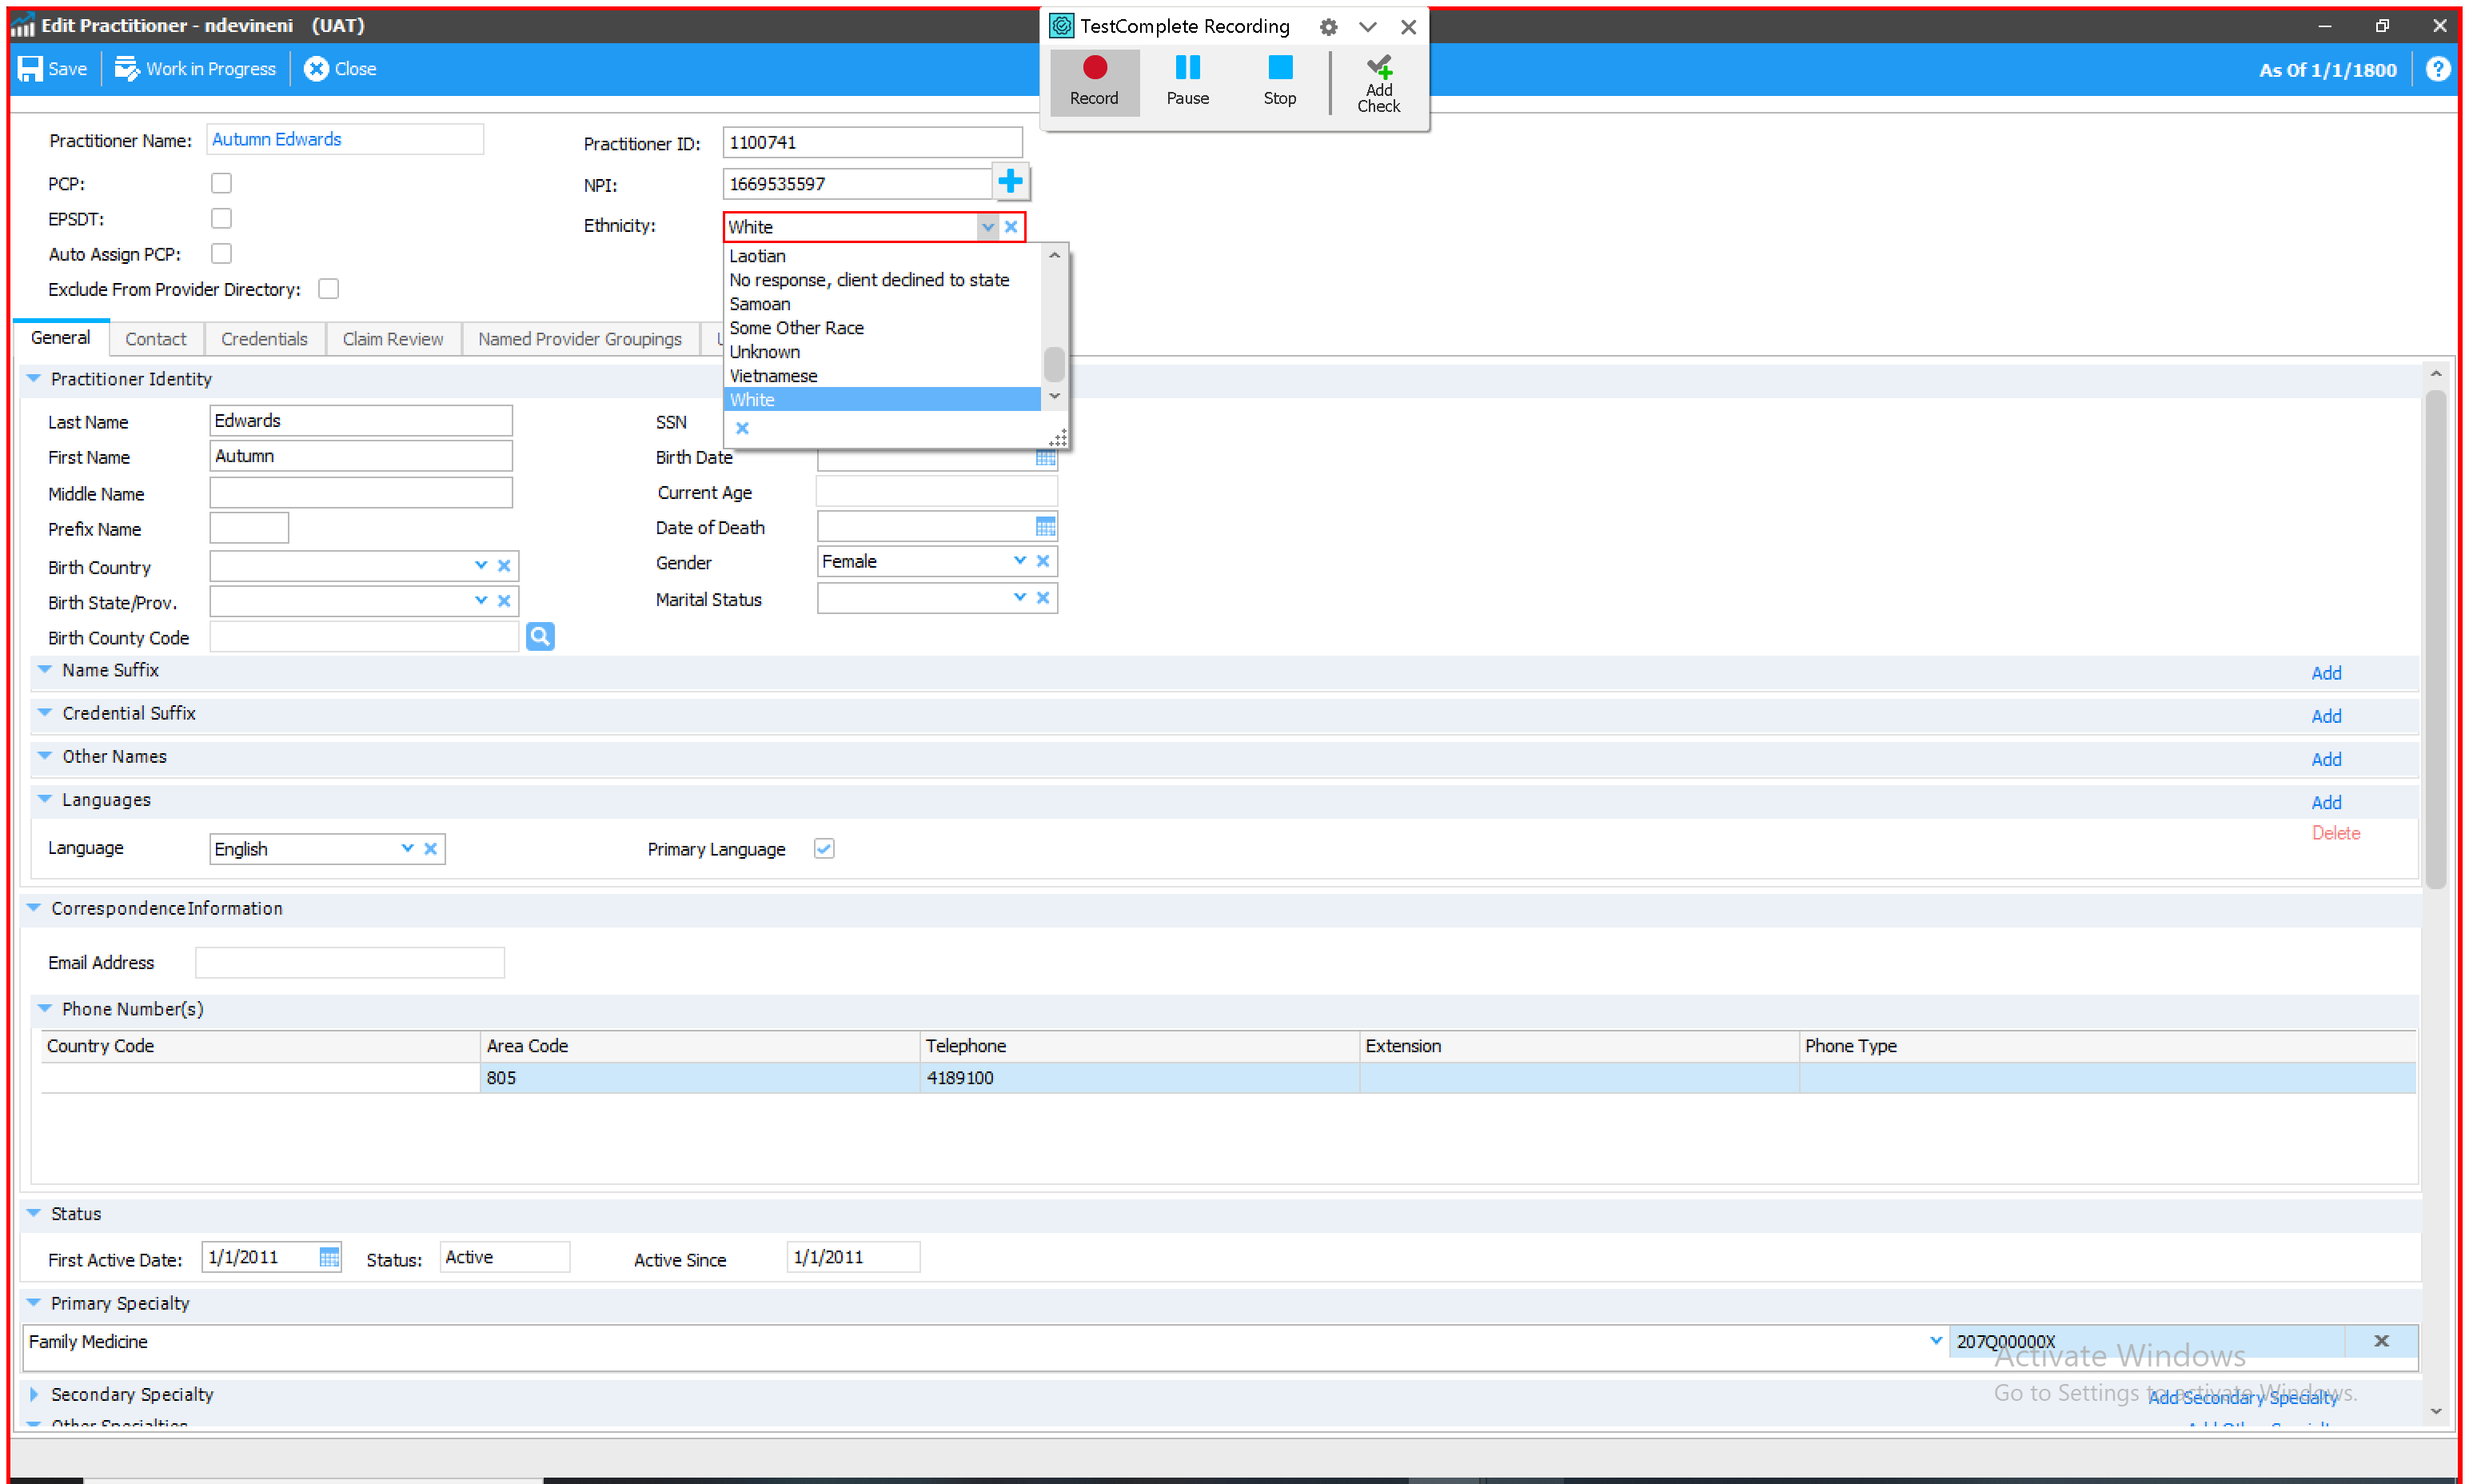 Edit Practitioner - ndevineni (UAT)
TestComplete Recording
Save
Work in Progress
Close
Record
Pause
Stop
Add
Check
As Of 1/1/1800
?
Practitioner Name: Autumn Edwards
Practitioner ID: 1100741
PCP:
NPI: 1669535597
EPSDT:
Ethnicity: White
Auto Assign PCP:
Exclude From Provider Directory:
Laotian
No response, client declined to state
Samoan
Some Other Race
Unknown
Vietnamese
White
General
Contact
Credentials
Claim Review
Named Provider Groupings
Practitioner Identity
Last Name Edwards
SSN
First Name Autumn
Birth Date
Middle Name
Current Age
Prefix Name
Date of Death
Birth Country
Gender Female
Birth State/Prov.
Marital Status
Birth County Code
Name Suffix Add
Credential Suffix Add
Other Names Add
Languages Add
Delete
Language English
Primary Language
Correspondence Information
Email Address
Phone Number(s)
Country Code Area Code Telephone Extension Phone Type
805 4189100
Status
First Active Date: 1/1/2011 Status: Active Active Since 1/1/2011
Primary Specialty
Family Medicine 207Q00000X
Activate Windows
Go to Settings to activate Windows.
Secondary Specialty Add Secondary Specialty
Other Specialties
Add Other Specialty